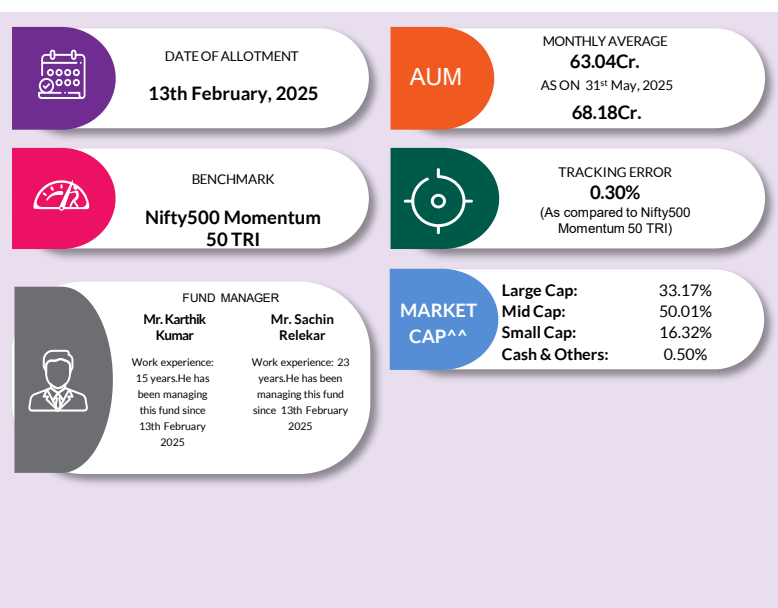 DATE OF ALLOTMENT
13th February, 2025
AUM
MONTHLY AVERAGE
63.04Cr.
AS ON 31st May, 2025
68.18Cr.
BENCHMARK
Nifty500 Momentum
50 TRI
TRACKING ERROR
0.30%
(As compared to Nifty500
Momentum 50 TRI)
FUND MANAGER
Mr. Karthik
Kumar
Work experience:
15 years.He has
been managing
this fund since
13th February
2025
Mr. Sachin
Relekar
Work experience: 23
years.He has been
managing this fund
since 13th February
2025
MARKET
CAP^^
Large Cap: 33.17%
Mid Cap: 50.01%
Small Cap: 16.32%
Cash & Others: 0.50%